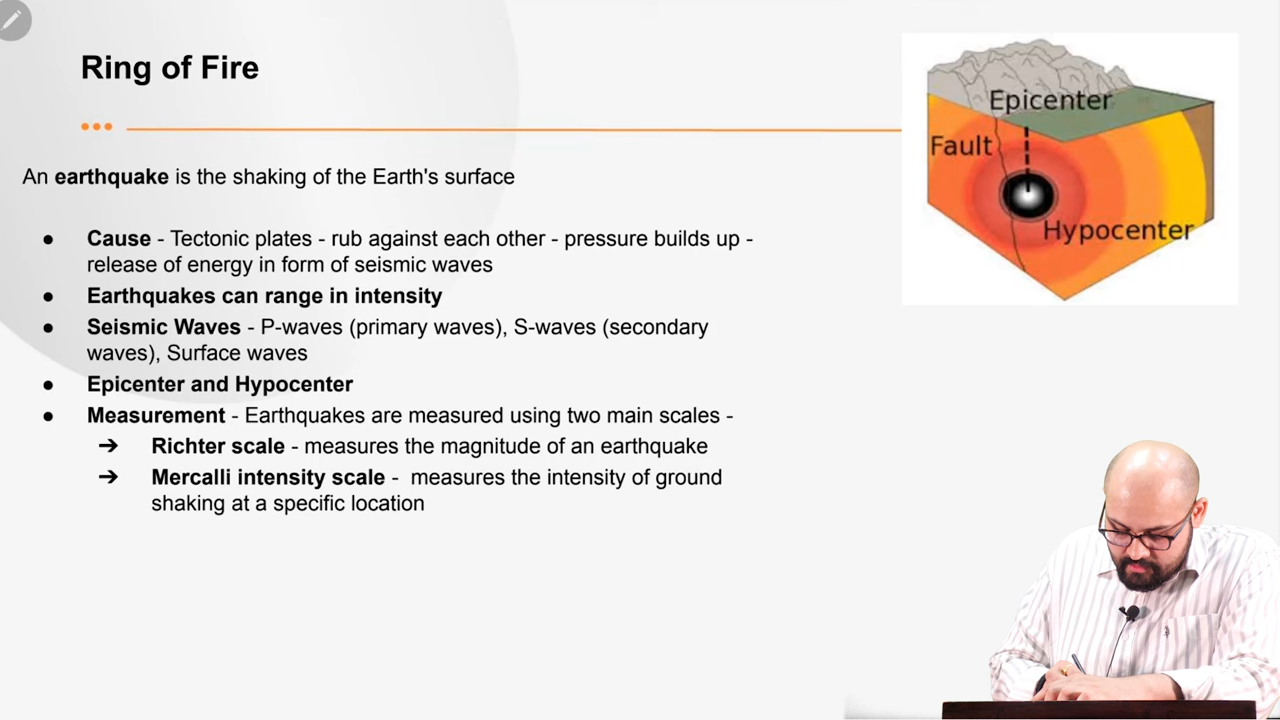 Ring of Fire
An earthquake is the shaking of the Earth's surface
● Cause - Tectonic plates - rub against each other - pressure builds up -
release of energy in form of seismic waves
● Earthquakes can range in intensity
● Seismic Waves - P-waves (primary waves), S-waves (secondary
waves), Surface waves
● Epicenter and Hypocenter
● Measurement - Earthquakes are measured using two main scales -
➔ Richter scale - measures the magnitude of an earthquake
➔ Mercalli intensity scale - measures the intensity of ground
shaking at a specific location
Epicenter
Fault
Hypocenter